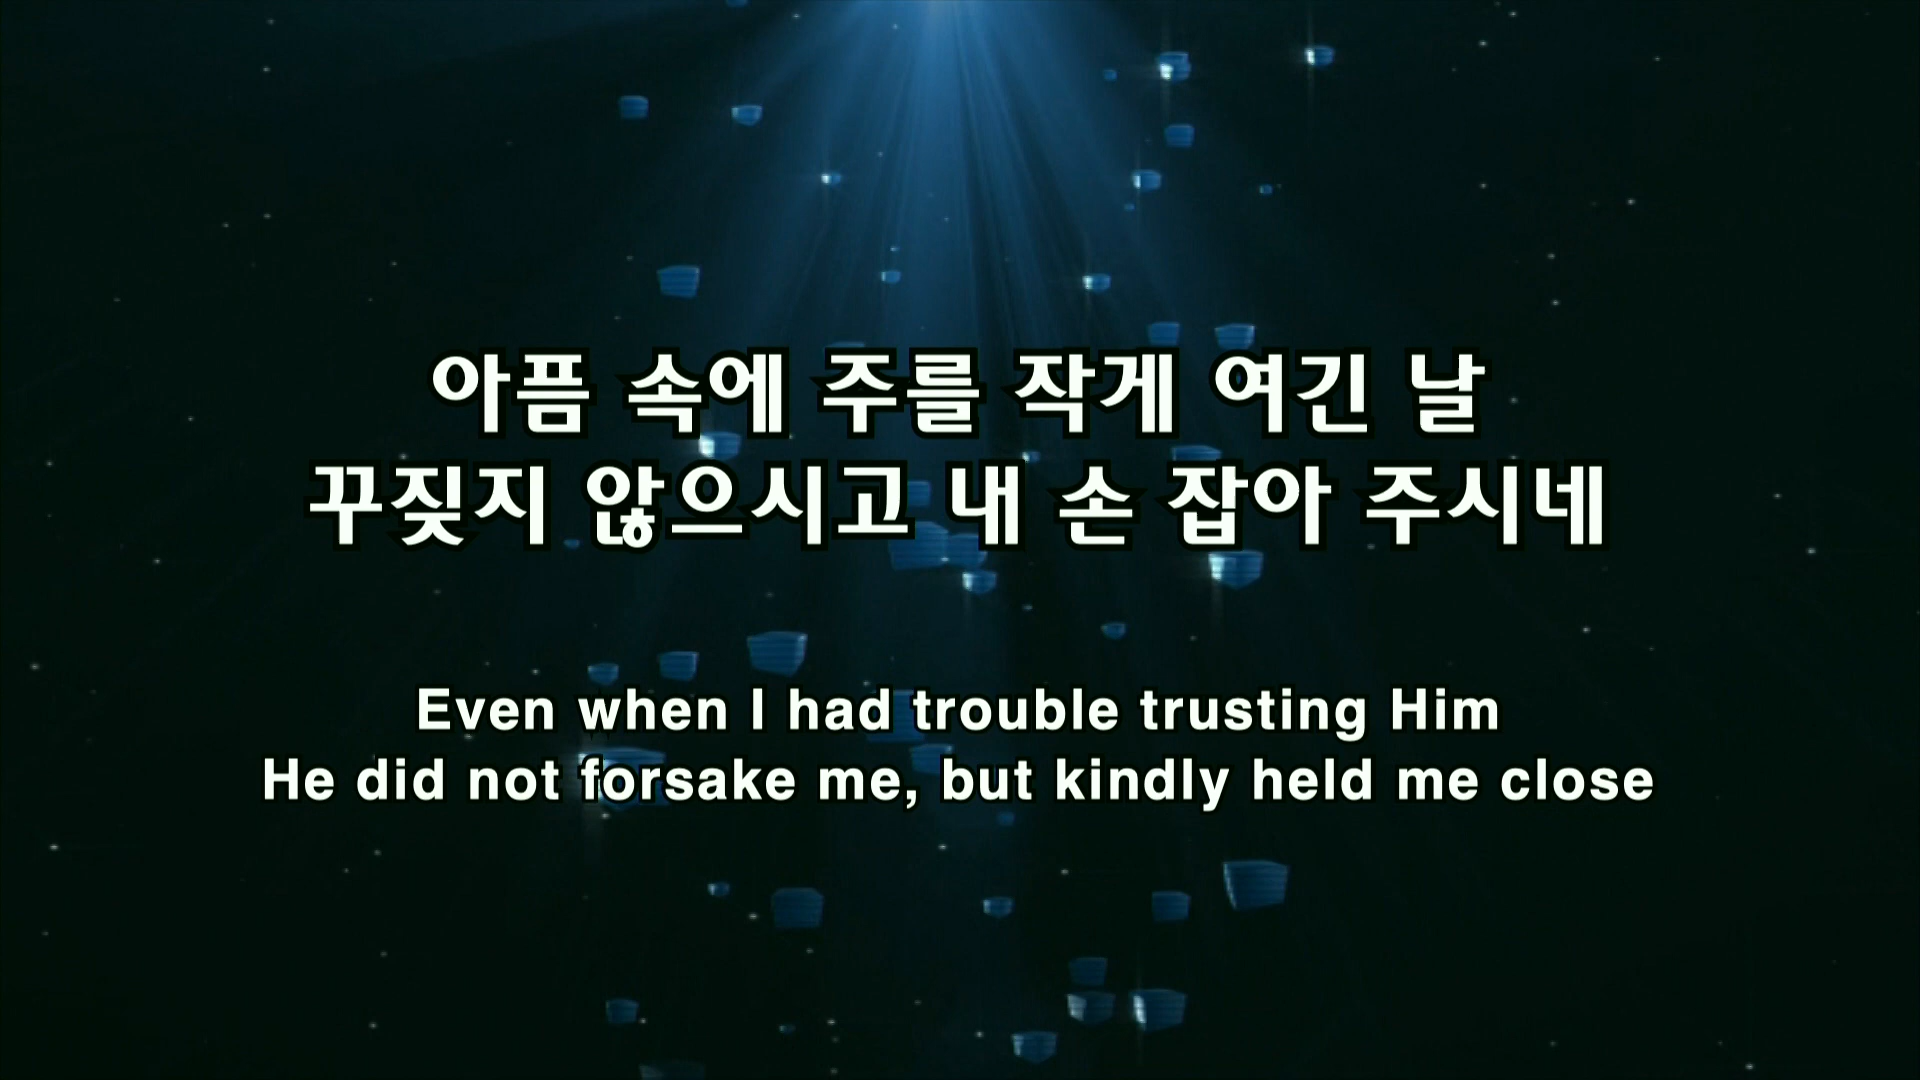 아픔 속에 주를 작게 여긴 날
꾸짖지 않으시고 내 손 잡아 주시네
Even when I had trouble trusting Him
He did not forsake me, but kindly held me close